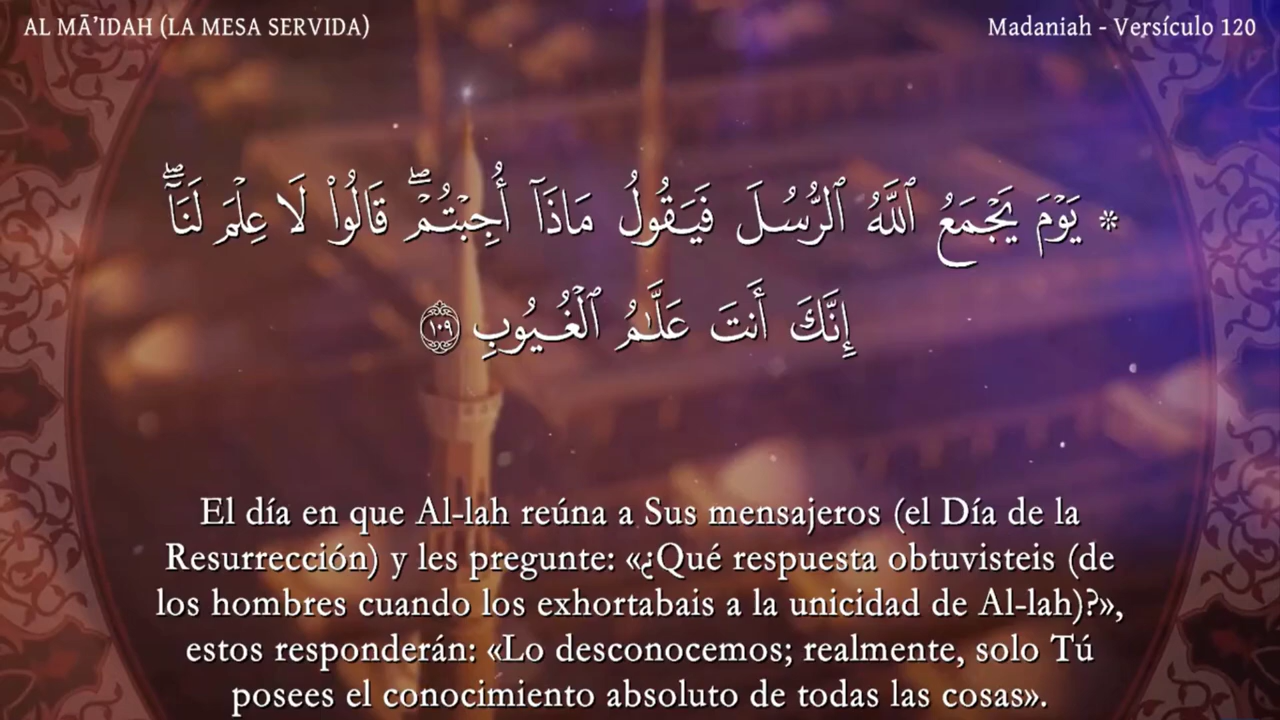 AL MĀ’IDAH (LA MESA SERVIDA)
Madaniah - Versículo 120
۞ يَوْمَ يَجْمَعُ ٱللَّهُ ٱلرُّسُلَ فَيَقُولُ مَاذَآ أُجِبْتُمْ ۖ قَالُوا۟ لَا عِلْمَ لَنَآ ۖ
إِنَّكَ أَنتَ عَلَّـٰمُ ٱلْغُيُوبِ ١٠٩
El día en que Al-lah reúna a Sus mensajeros (el Día de la
Resurrección) y les pregunte: «¿Qué respuesta obtuvisteis (de
los hombres cuando los exhortabais a la unicidad de Al-lah)?»,
estos responderán: «Lo desconocemos; realmente, solo Tú
posees el conocimiento absoluto de todas las cosas».